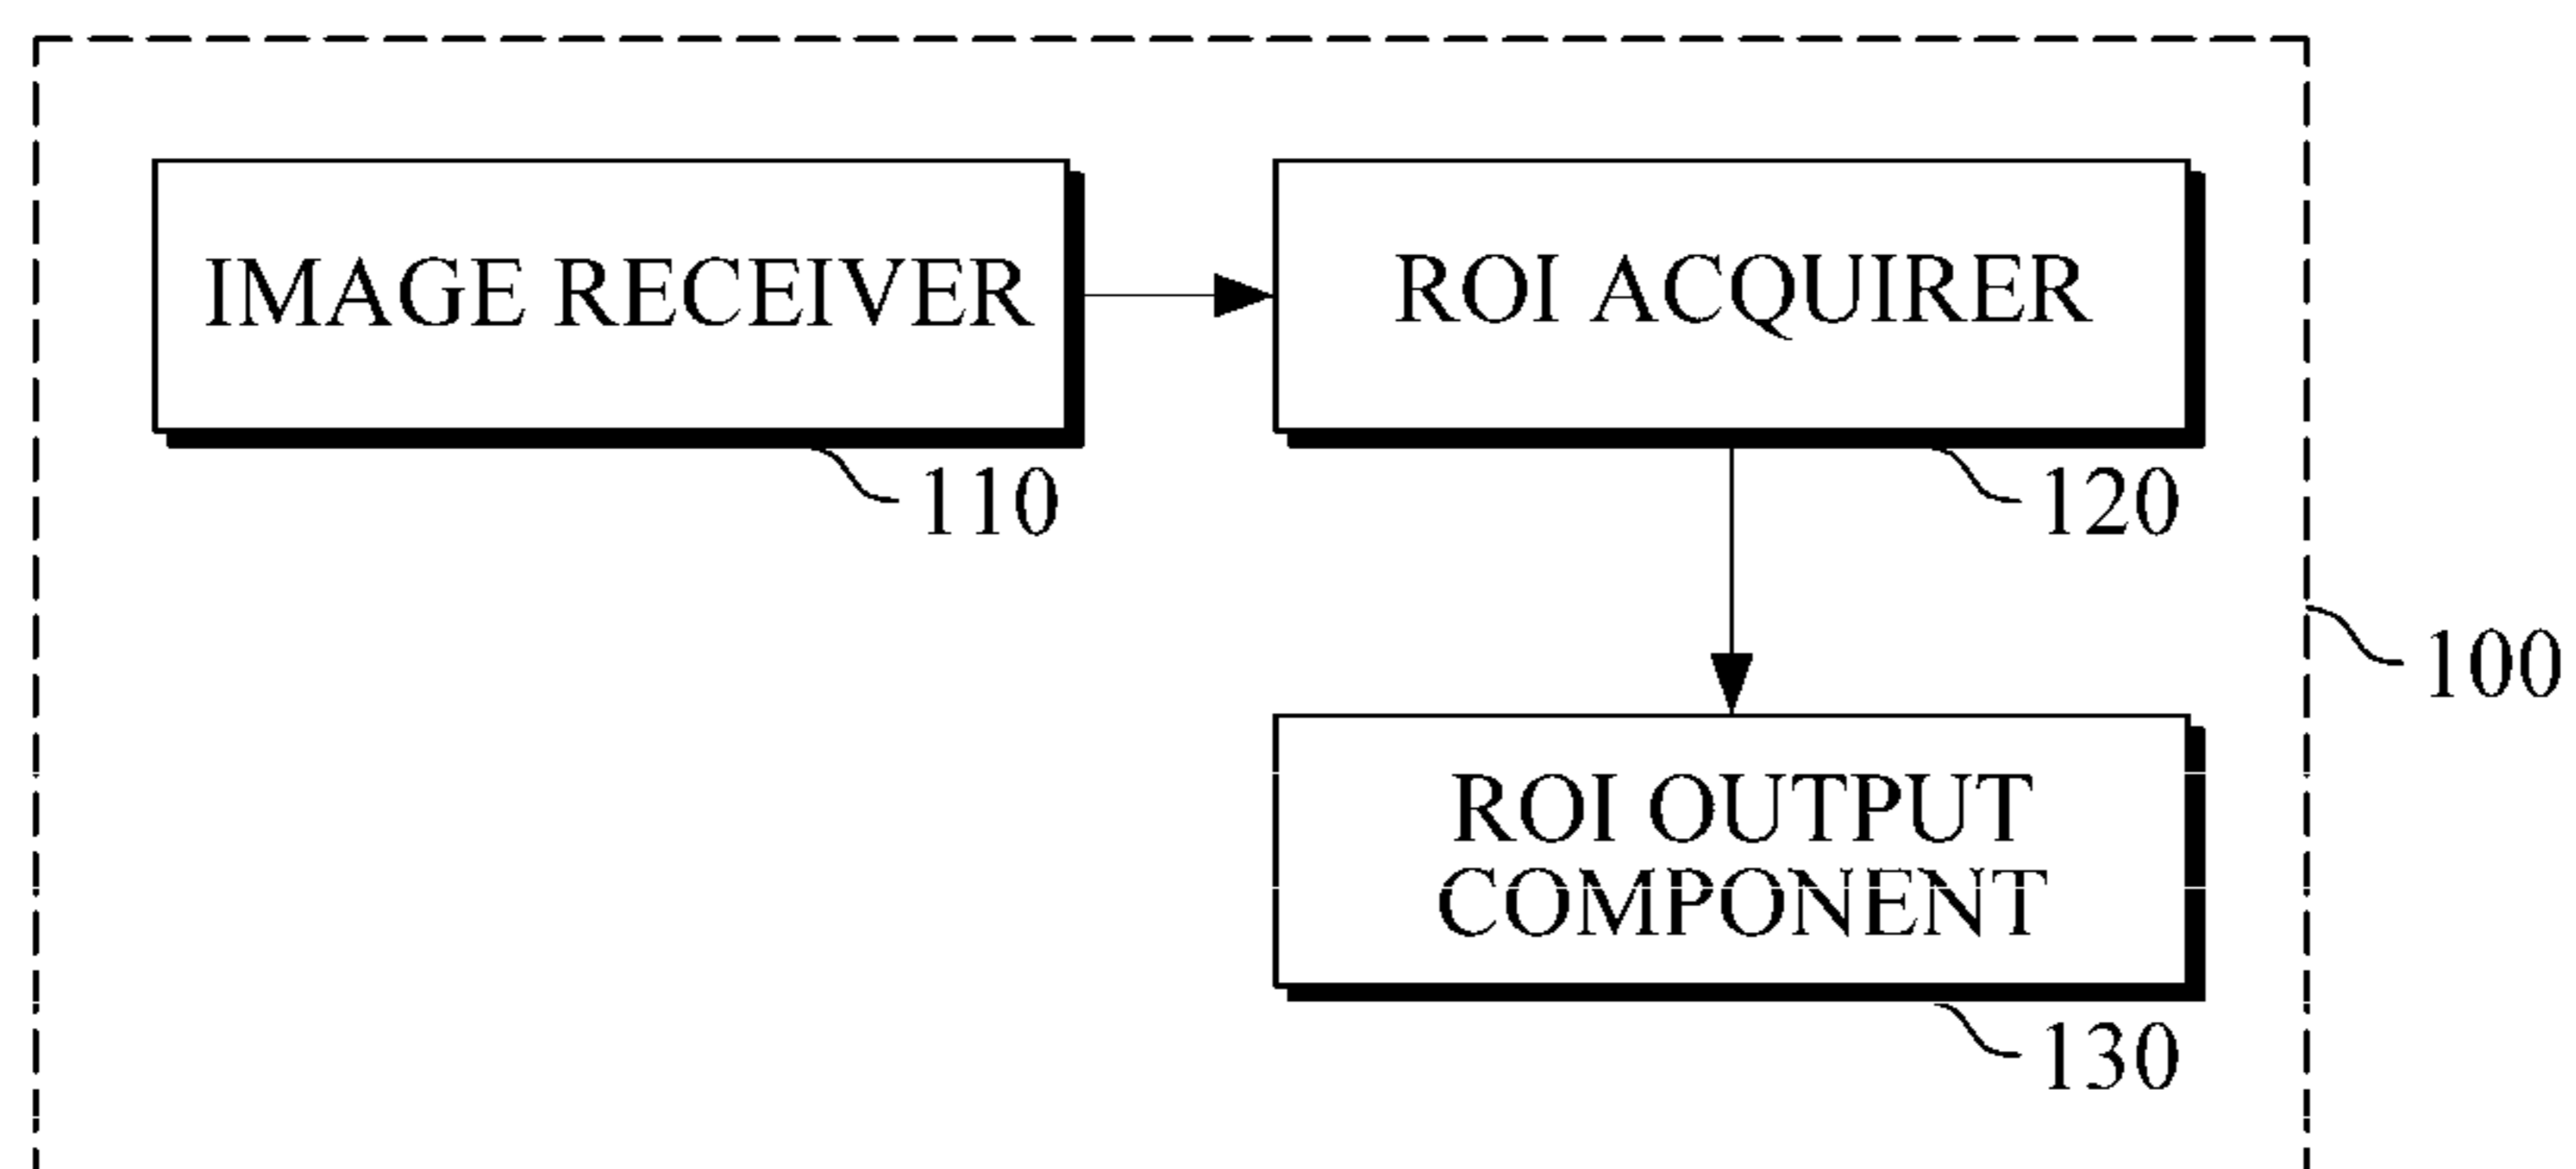 IMAGE RECEIVER
ROI ACQUIRER
110
120
100
ROI OUTPUT
COMPONENT
130